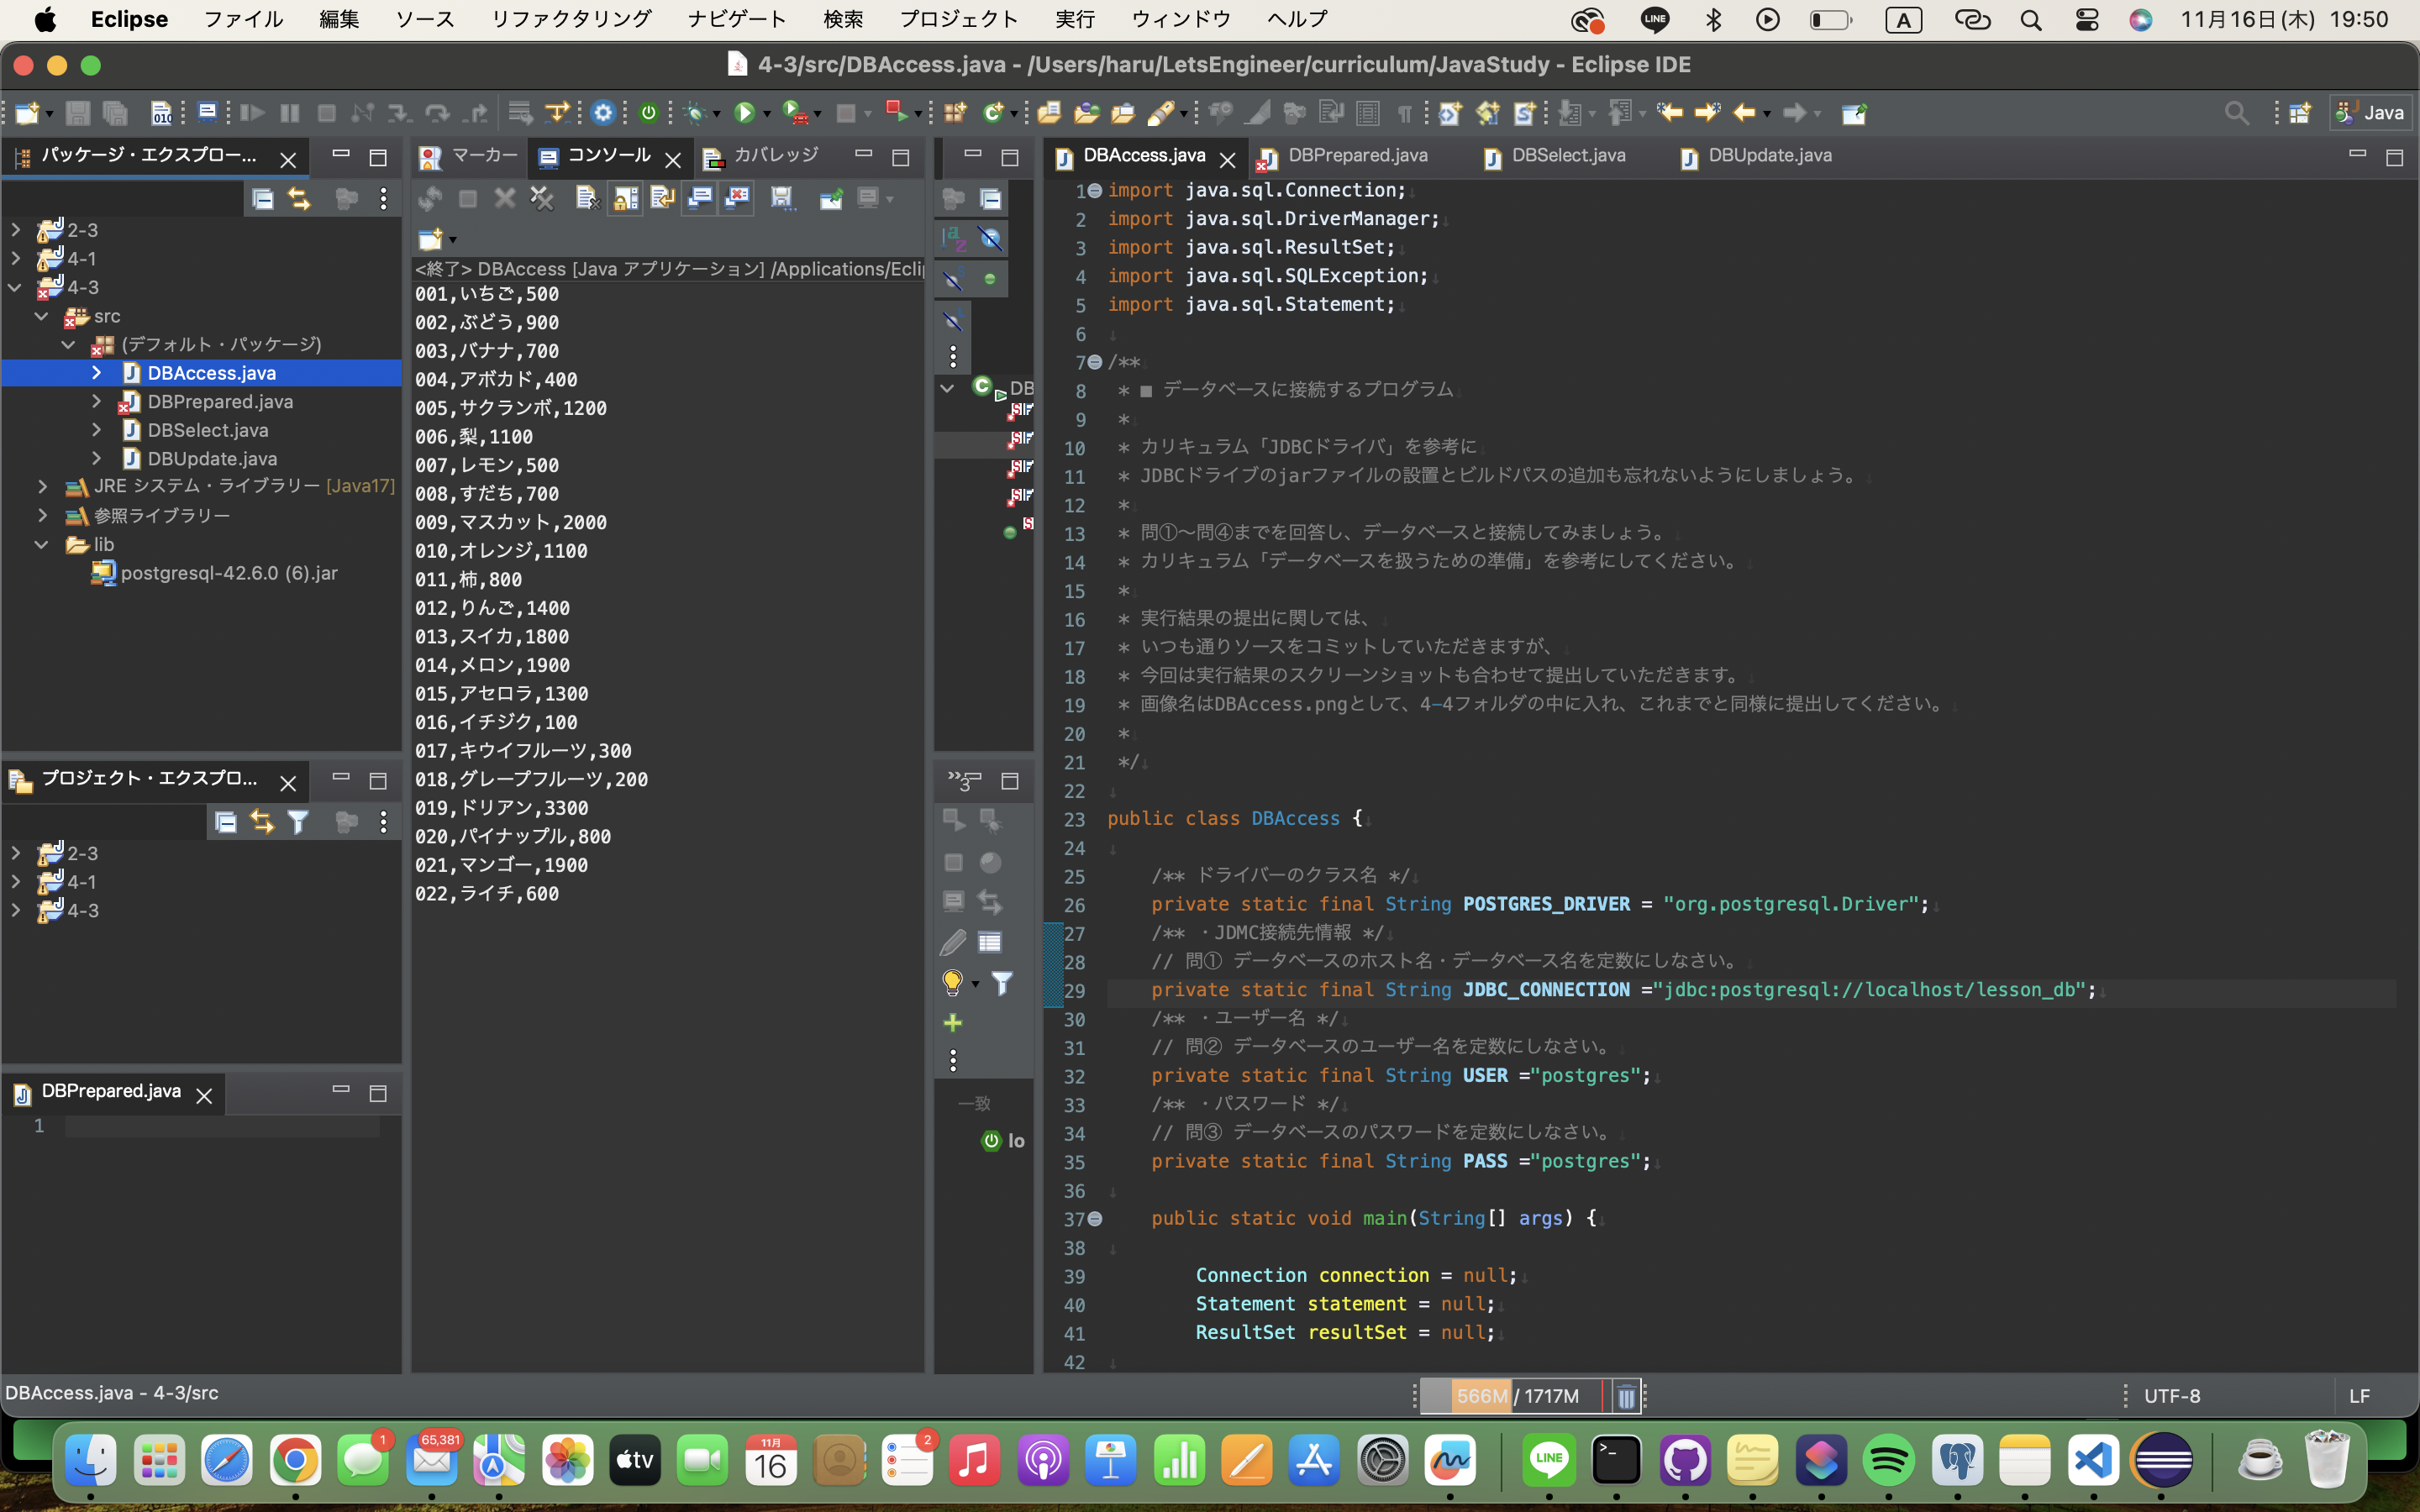 Eclipse ファイル 編集 ソース リファクタリング ナビゲート 検索 プロジェクト 実行 ウィンドウ ヘルプ LINE A 11月16日(木) 19:50
4-3/src/DBAccess.java - /Users/haru/LetsEngineer/curriculum/JavaStudy - Eclipse IDE
Java
パッケージ・エクスプロー...
2-3
4-1
4-3
src
(デフォルト・パッケージ)
DBAccess.java
DBPrepared.java
DBSelect.java
DBUpdate.java
JRE システム・ライブラリー [Java17]
参照ライブラリー
lib
postgresql-42.6.0 (6).jar
プロジェクト・エクスプロ...
2-3
4-1
4-3
DBPrepared.java
1
マーカー コンソール カバレッジ
<終了> DBAccess [Java アプリケーション] /Applications/Ecli
001,いちご,500
002,ぶどう,900
003,バナナ,700
004,アボカド,400
005,サクランボ,1200
006,梨,1100
007,レモン,500
008,すだち,700
009,マスカット,2000
010,オレンジ,1100
011,柿,800
012,りんご,1400
013,スイカ,1800
014,メロン,1900
015,アセロラ,1300
016,イチジク,100
017,キウイフルーツ,300
018,グレープフルーツ,200
019,ドリアン,3300
020,パイナップル,800
021,マンゴー,1900
022,ライチ,600
DB
3
一致
lo
DBAccess.java DBPrepared.java DBSelect.java DBUpdate.java
1 import java.sql.Connection;
2 import java.sql.DriverManager;
3 import java.sql.ResultSet;
4 import java.sql.SQLException;
5 import java.sql.Statement;
6
7 /**
8 * ■ データベースに接続するプログラム
9 *
10 * カリキュラム「JDBCドライバ」を参考に
11 * JDBCドライブのjarファイルの設置とビルドパスの追加も忘れないようにしましょう。
12 *
13 * 問①〜問④までを回答し、データベースと接続してみましょう。
14 * カリキュラム「データベースを扱うための準備」を参考にしてください。
15 *
16 * 実行結果の提出に関しては、
17 * いつも通りソースをコミットしていただきますが、
18 * 今回は実行結果のスクリーンショットも合わせて提出していただきます。
19 * 画像名はDBAccess.pngとして、4-4フォルダの中に入れ、これまでと同様に提出してください。
20 *
21 */
22
23 public class DBAccess {
24
25 /** ドライバーのクラス名 */
26 private static final String POSTGRES_DRIVER = "org.postgresql.Driver";
27 /** ・JDMC接続先情報 */
28 // 問① データベースのホスト名・データベース名を定数にしなさい。
29 private static final String JDBC_CONNECTION ="jdbc:postgresql://localhost/lesson_db";
30 /** ・ユーザー名 */
31 // 問② データベースのユーザー名を定数にしなさい。
32 private static final String USER ="postgres";
33 /** ・パスワード */
34 // 問③ データベースのパスワードを定数にしなさい。
35 private static final String PASS ="postgres";
36
37 public static void main(String[] args) {
38
39 Connection connection = null;
40 Statement statement = null;
41 ResultSet resultSet = null;
42
DBAccess.java - 4-3/src
566M / 1717M
UTF-8
LF
1
65,381
tv
11月
16
2
LINE